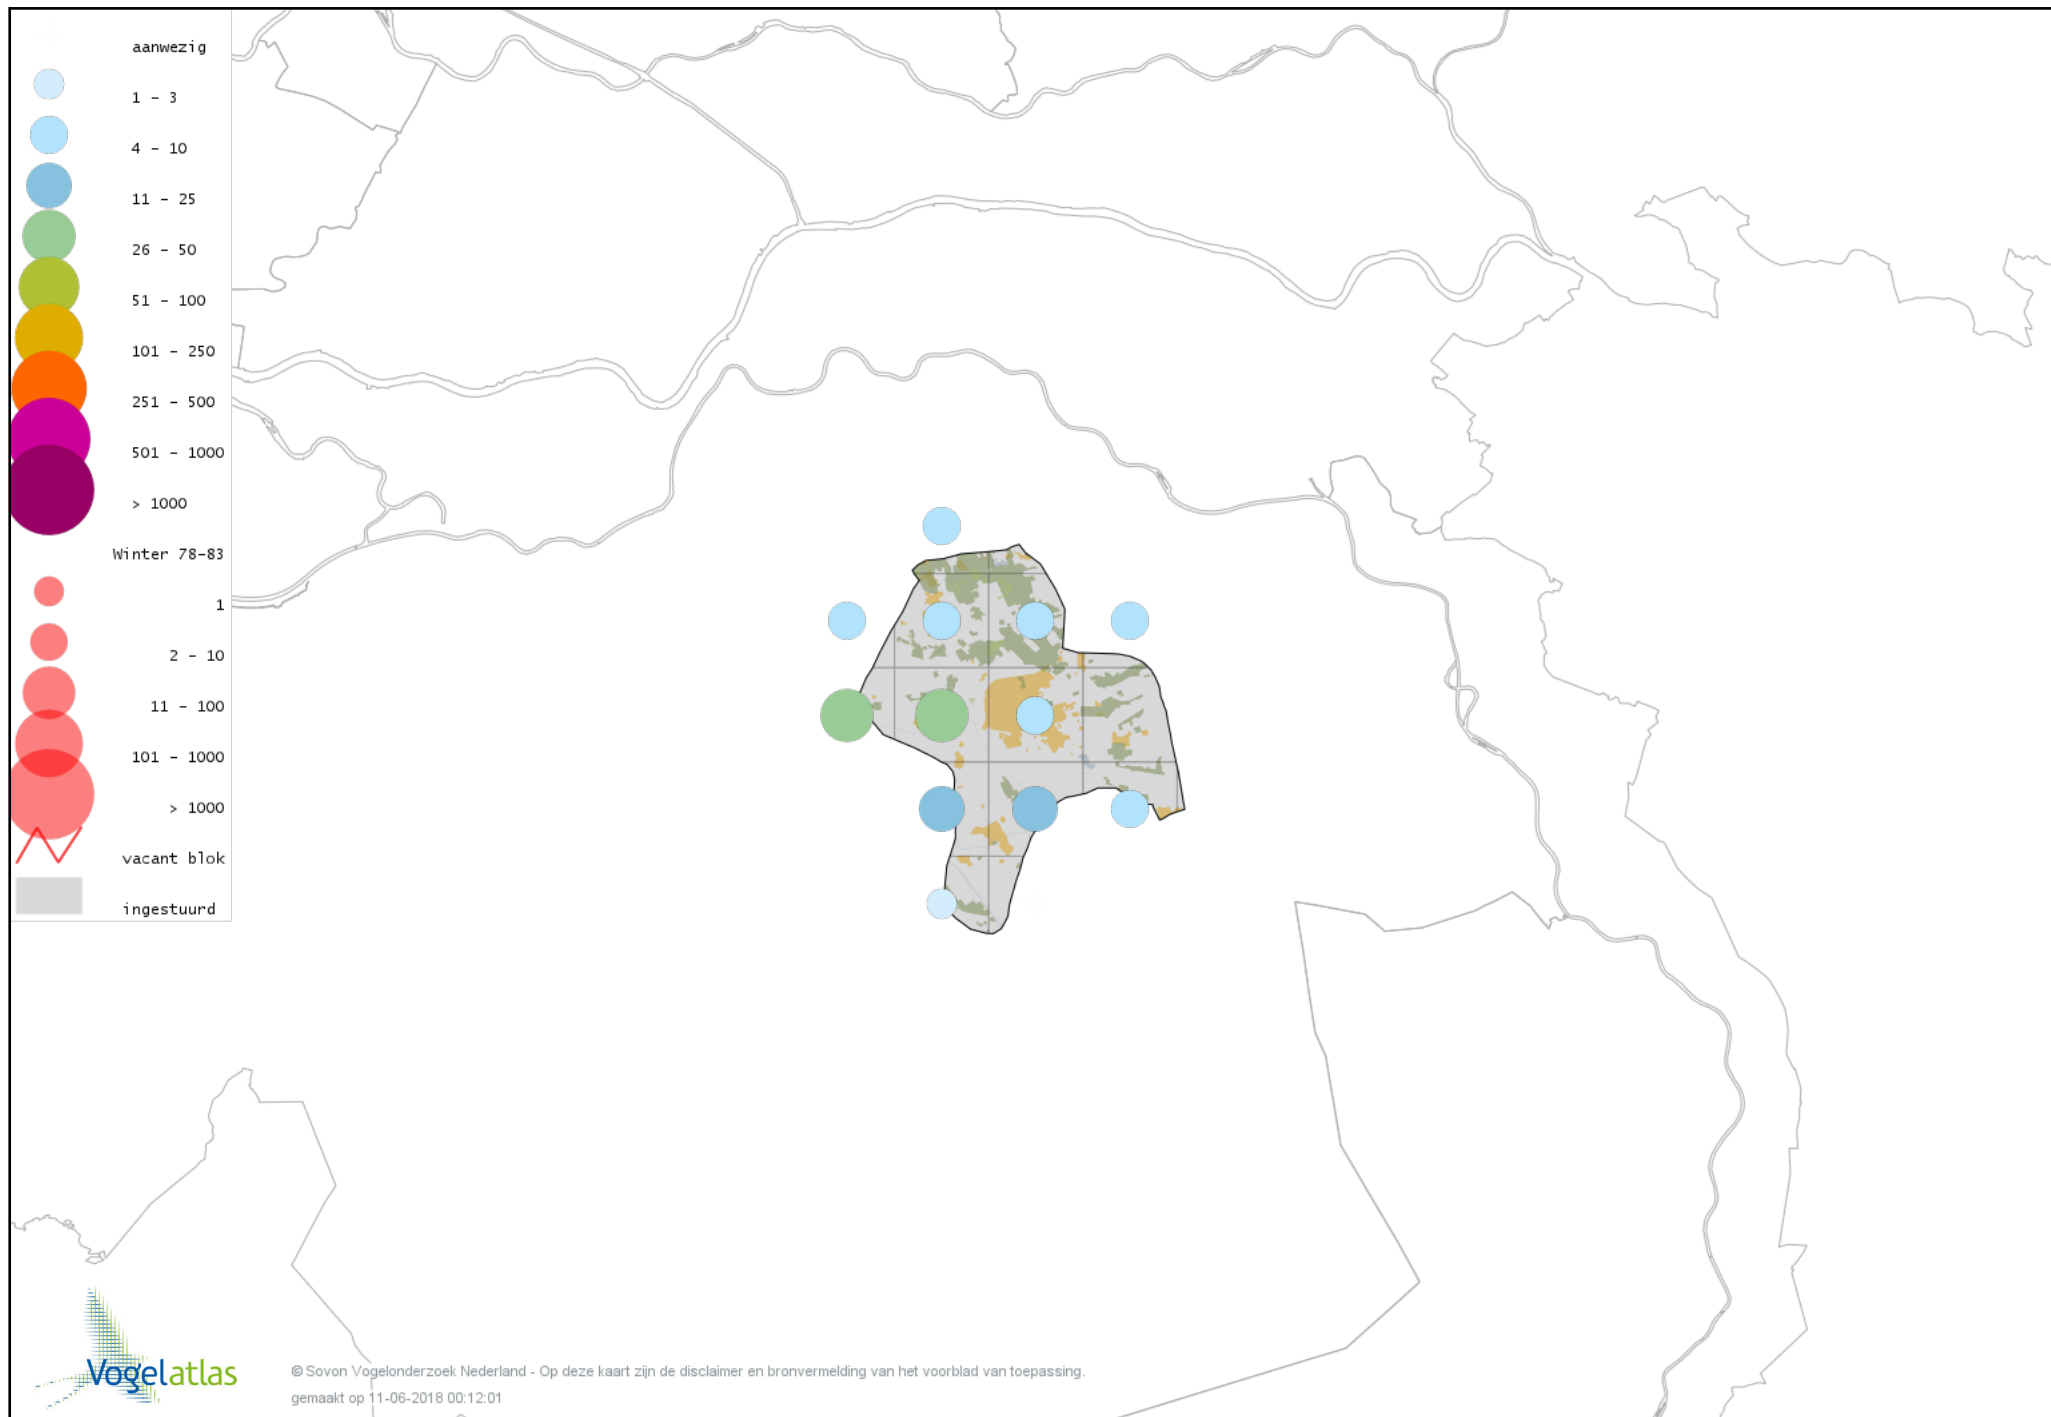 aanwezig
1 - 3
4 - 10
11 - 25
26 - 50
51 - 100
101 - 250
251 - 500
501 - 1000
> 1000
Winter 78-83
1
2 - 10
11 - 100
101 - 1000
> 1000
vacant blok
ingestuurd
Vogelatlas
© Sovon Vogelonderzoek Nederland - Op deze kaart zijn de disclaimer en bronvermelding van het voorblad van toepassing.
gemaakt op 11-06-2018 00:12:01